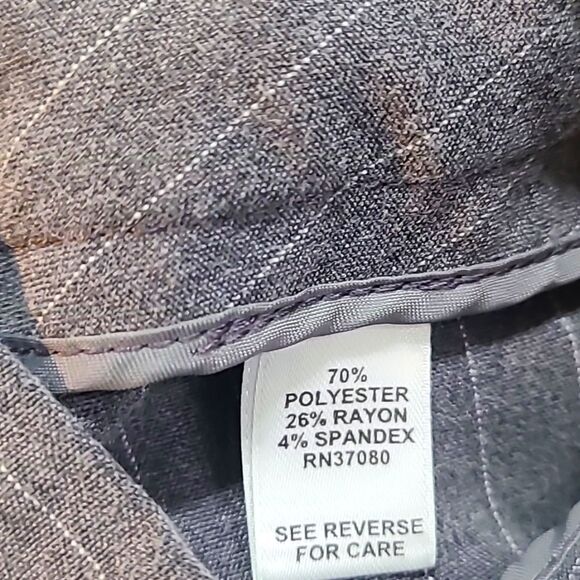 70%
POLYESTER
26% RAYON
4% SPANDEX
RN37080
SEE REVERSE
FOR CARE